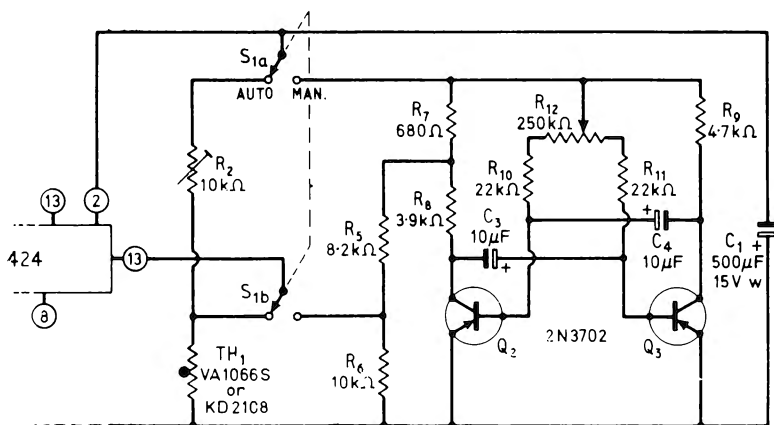 S1a
AUTO
MAN.
R7
680Ω
R12
250kΩ
R9
4.7kΩ
13
2
R2
10kΩ
R10
22kΩ
R11
22kΩ
R8
3.9kΩ
R5
8.2kΩ
C3
10μF
+
+
C4
10μF
C1 +
500μF
15V w
424
13
8
S1b
2N3702
Q2
Q3
TH1
VA1066S
or
KD21C8
R6
10kΩ